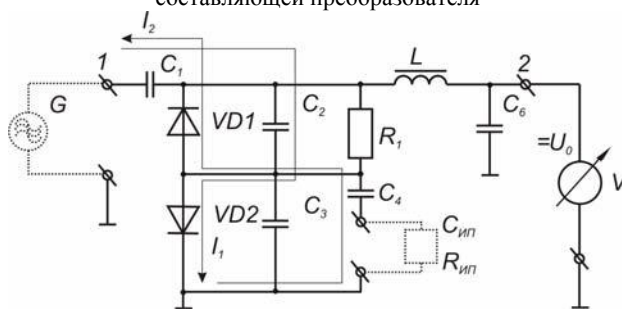 составляющей преобразователя
I₂
1
C₁
L
2
G
VD1
C₂
R₁
C₆
=U₀
V
VD2
C₃
C₄
I₁
Cип
Rип